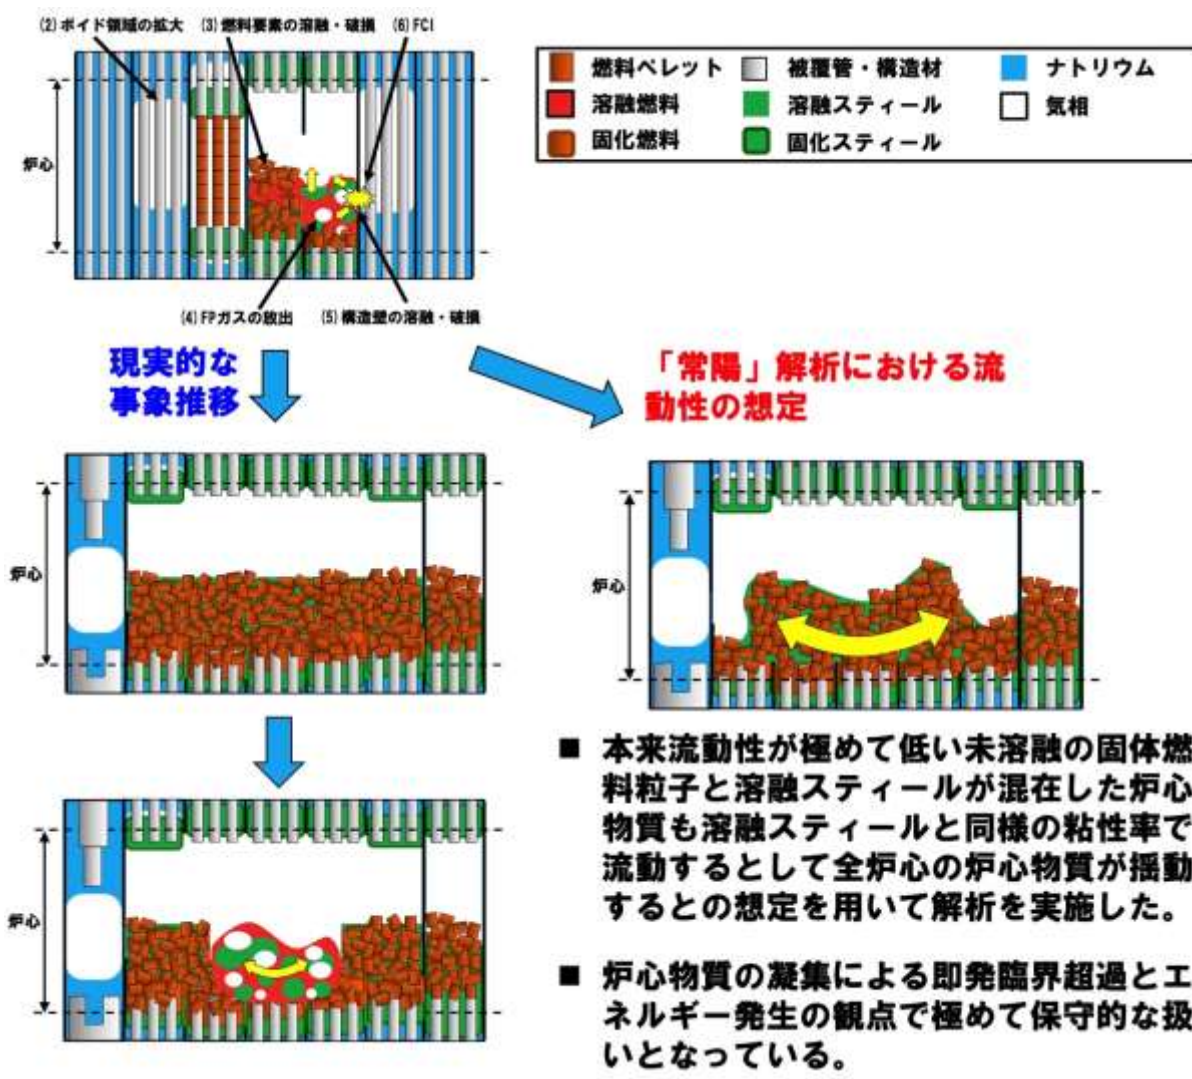 (2)ボイド領域の拡大 (3)燃料要素の溶融・破損 (6)FCI
燃料ペレット 被覆管・構造材 ナトリウム
溶融燃料 溶融スティール 気相
固化燃料 固化スティール
炉心
(4)FPガスの放出 (5)構造壁の溶融・破損
現実的な
事象推移
「常陽」解析における流
動性の想定
炉心
炉心
■ 本来流動性が極めて低い未溶融の固体燃
料粒子と溶融スティールが混在した炉心
物質も溶融スティールと同様の粘性率で
流動するとして全炉心の炉心物質が揺動
するとの想定を用いて解析を実施した。
炉心
■ 炉心物質の凝集による即発臨界超過とエ
ネルギー発生の観点で極めて保守的な扱
いとなっている。